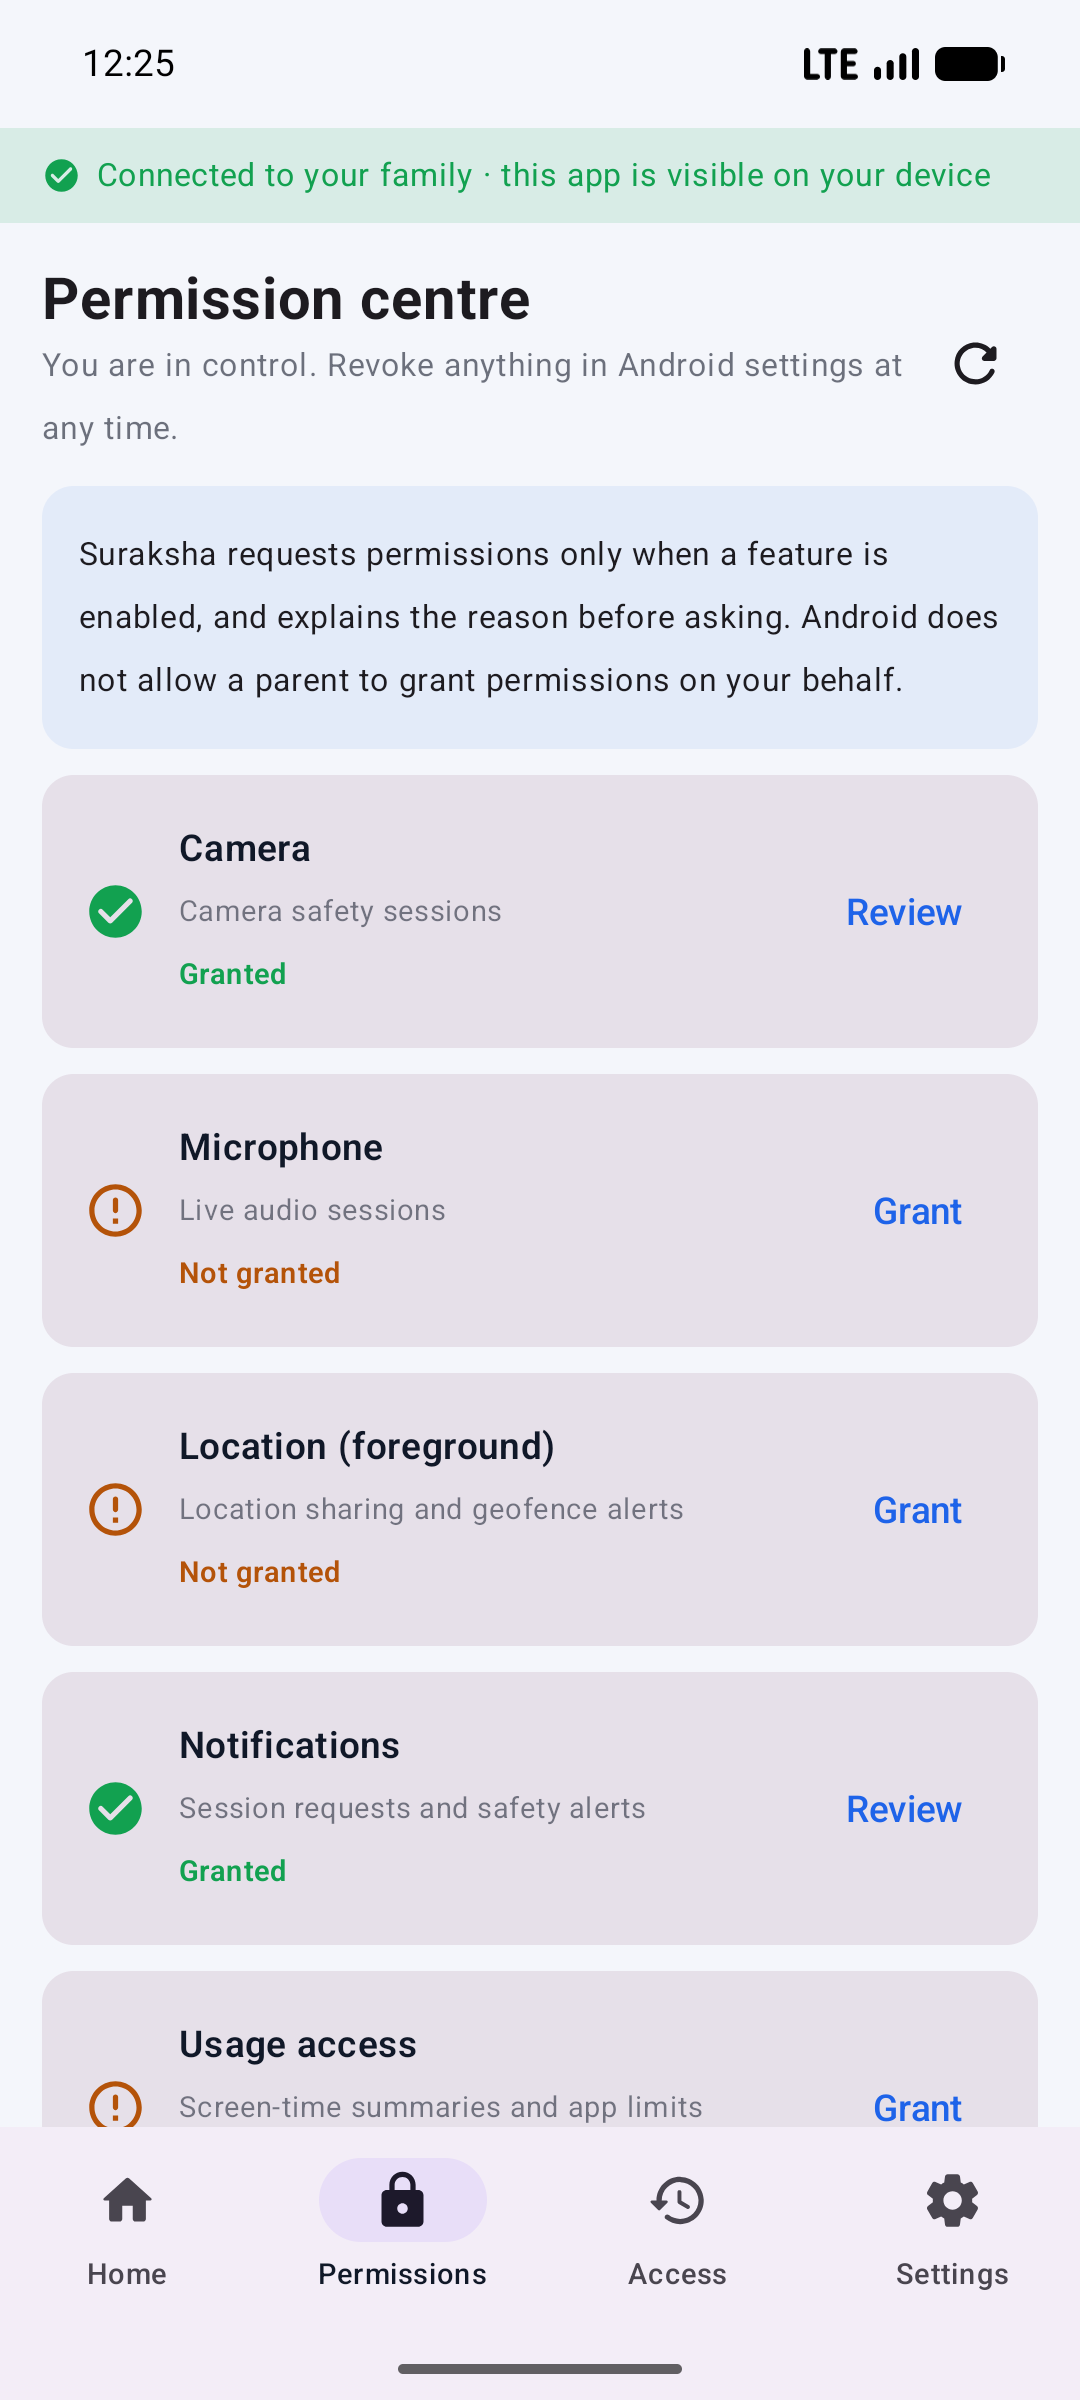 12:25
LTE
Connected to your family · this app is visible on your device
Permission centre
You are in control. Revoke anything in Android settings at
any time.
Suraksha requests permissions only when a feature is
enabled, and explains the reason before asking. Android does
not allow a parent to grant permissions on your behalf.
Camera
Camera safety sessions
Review
Granted
Microphone
Live audio sessions
Grant
Not granted
Location (foreground)
Location sharing and geofence alerts
Grant
Not granted
Notifications
Session requests and safety alerts
Review
Granted
Usage access
Screen-time summaries and app limits
Grant
Home
Permissions
Access
Settings